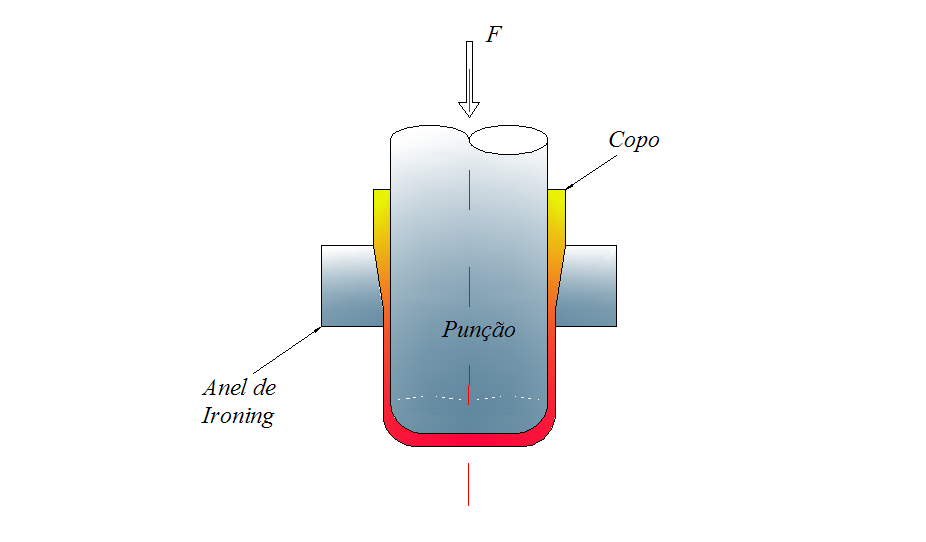 F
Copo
Punção
Anel de
Ironing